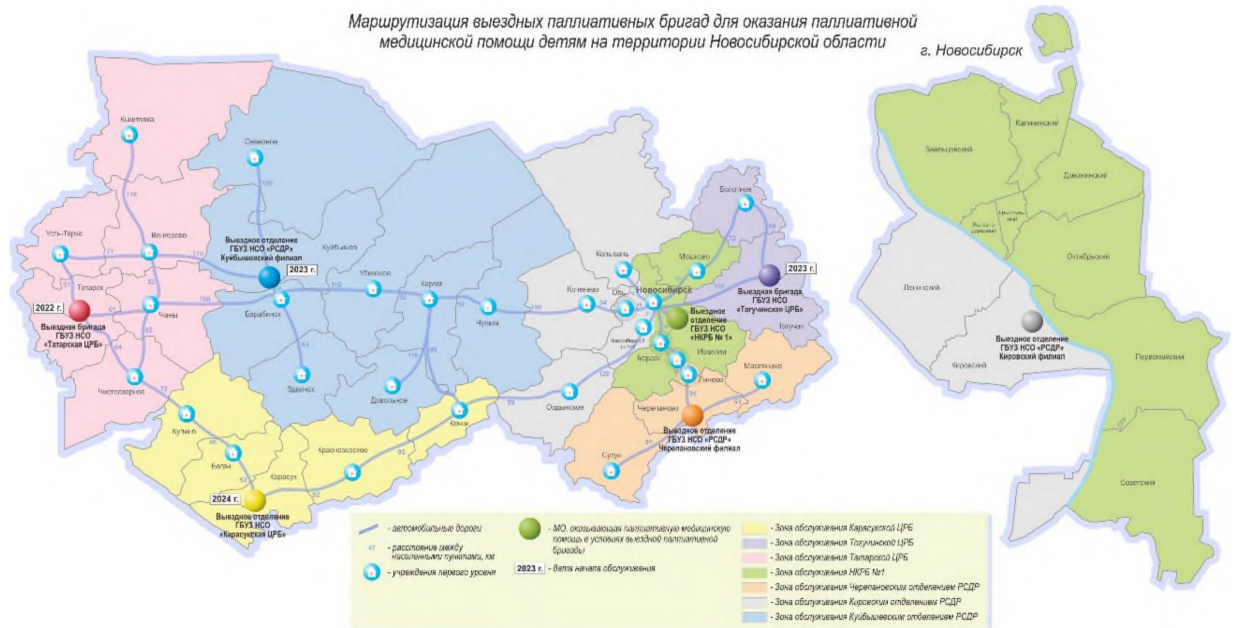 Маршрутизация выездных паллиативных бригад для оказания паллиативной
медицинской помощи детям на территории Новосибирской области
г. Новосибирск
Кыштовка
Северное
Усть-Тарка
Венгерово
Татарск
Чаны
Чистоозерное
2022 г.
Выездная бригада
ГБУЗ НСО
«Татарская ЦРБ»
Выездное отделение
ГБУЗ НСО «РСДР»
Куйбышевский филиал
2023 г.
Куйбышев
Барабинск
Убинское
Каргат
Чулым
Здвинск
Довольное
Купино
Баган
Карасук
Краснозерское
Кочки
2024 г.
Выездное отделение
ГБУЗ НСО
«Карасукская ЦРБ»
Ордынское
Коченево
Колывань
Новосибирск
Мошково
Болотное
2023 г.
Выездная бригада
ГБУЗ НСО
«Тогучинская ЦРБ»
Тогучин
Выездное
отделение
ГБУЗ НСО
«НКРБ № 1»
Искитим
Линево
Маслянино
Черепаново
Сузун
Выездное отделение
ГБУЗ НСО «РСДР»
Черепановский филиал
Заельцовский
Калининский
Дзержинский
Октябрьский
Ленинский
Кировский
Первомайский
Советский
Выездное отделение
ГБУЗ НСО «РСДР»
Кировский филиал
- автомобильные дороги
47 - расстояние между
населенными пунктами, км
- учреждения первого уровня
- МО, оказывающая паллиативную медицинскую
помощь в условиях выездной паллиативной
бригады
2023 г. - дата начала обслуживания
- Зона обслуживания Карасукской ЦРБ
- Зона обслуживания Тогучинской ЦРБ
- Зона обслуживания Татарской ЦРБ
- Зона обслуживания НКРБ №1
- Зона обслуживания Черепановским отделением РСДР
- Зона обслуживания Кировским отделением РСДР
- Зона обслуживания Куйбышевским отделением РСДР